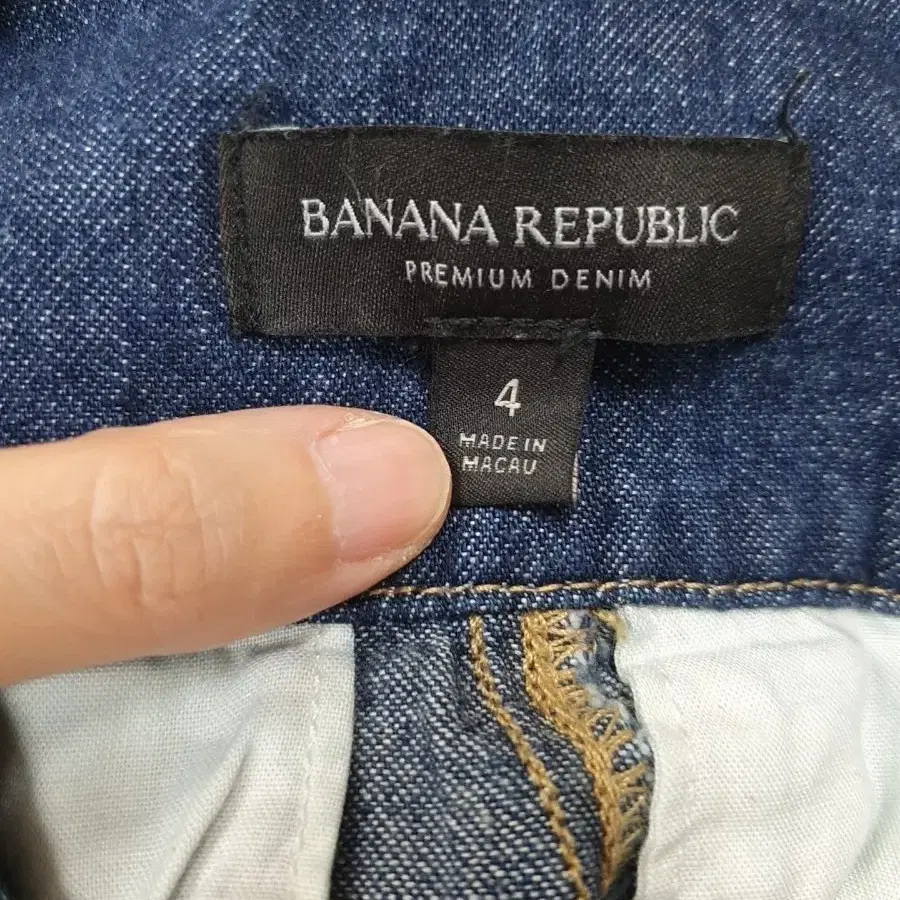 BANANA REPUBLIC
PREMIUM DENIM
4
MADE IN
MACAU